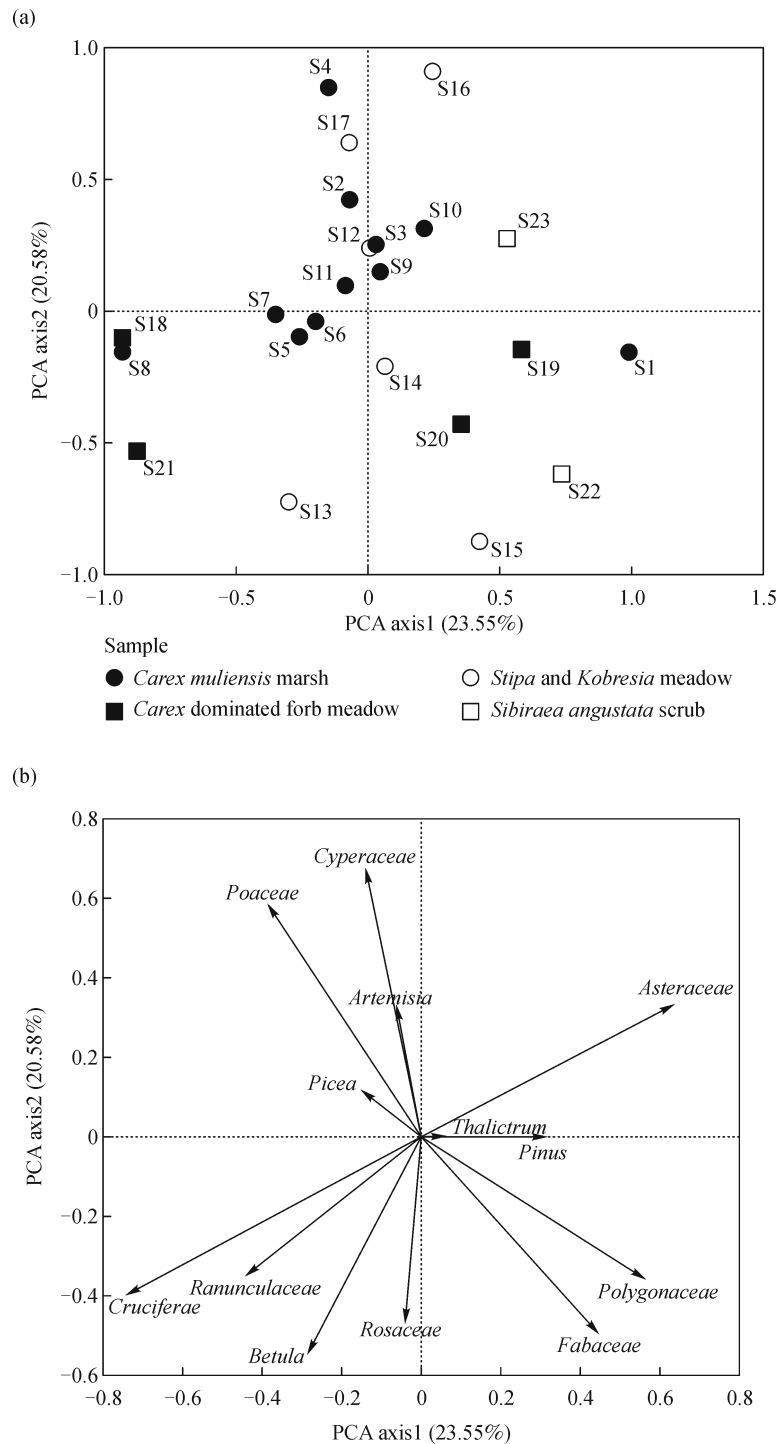 (a)
1.0
0.5
0
−0.5
−1.0
PCA axis2 (20.58%)
S4
S16
S17
S2
S10
S23
S12
S3
S11
S9
S7
S18
S6
S5
S8
S14
S19
S1
S20
S21
S22
S13
S15
−1.0
−0.5
0
0.5
1.0
1.5
PCA axis1 (23.55%)
Sample
Carex muliensis marsh
Stipa and Kobresia meadow
Carex dominated forb meadow
Sibiraea angustata scrub
(b)
0.8
0.6
0.4
0.2
0
−0.2
−0.4
−0.6
PCA axis2 (20.58%)
Cyperaceae
Poaceae
Artemisia
Asteraceae
Picea
Thalictrum
Pinus
Ranunculaceae
Polygonaceae
Cruciferae
Rosaceae
Fabaceae
Betula
−0.8
−0.6
−0.4
−0.2
0
0.2
0.4
0.6
0.8
PCA axis1 (23.55%)